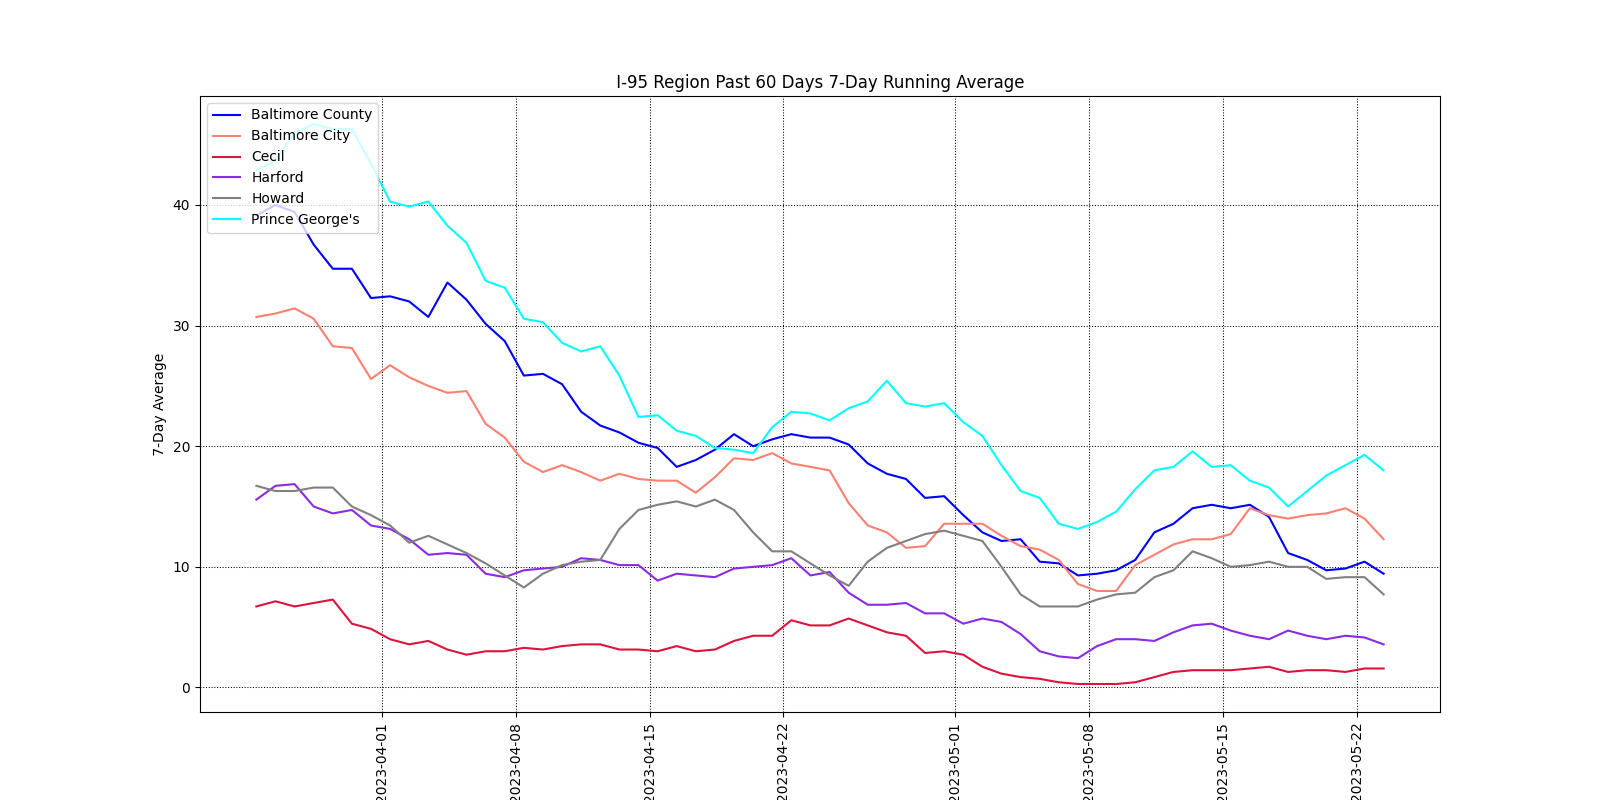 I-95 Region Past 60 Days 7-Day Running Average
Baltimore County
Baltimore City
Cecil
Harford
Howard
Prince George's
7-Day Average
40
30
20
10
0
2023-04-01
2023-04-08
2023-04-15
2023-04-22
2023-05-01
2023-05-08
2023-05-15
2023-05-22